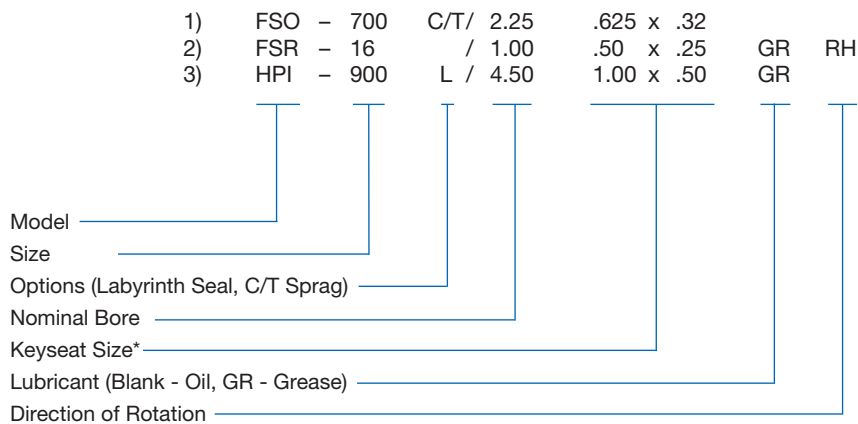 1) FSO – 700 C/T/ 2.25 .625 x .32
2) FSR – 16 / 1.00 .50 x .25 GR RH
3) HPI – 900 L / 4.50 1.00 x .50 GR
Model
Size
Options (Labyrinth Seal, C/T Sprag)
Nominal Bore
Keyseat Size*
Lubricant (Blank - Oil, GR - Grease)
Direction of Rotation